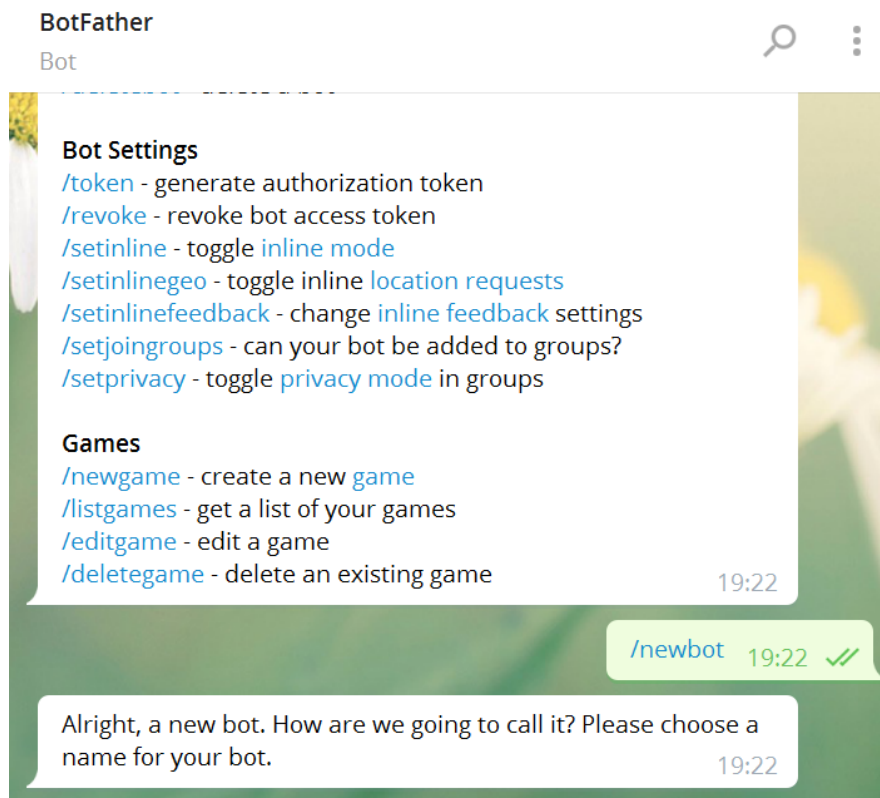 BotFather
Bot
Bot Settings
/token - generate authorization token
/revoke - revoke bot access token
/setinline - toggle inline mode
/setinlinegeo - toggle inline location requests
/setinlinefeedback - change inline feedback settings
/setjoingroups - can your bot be added to groups?
/setprivacy - toggle privacy mode in groups
Games
/newgame - create a new game
/listgames - get a list of your games
/editgame - edit a game
/deletegame - delete an existing game
19:22
/newbot 19:22
Alright, a new bot. How are we going to call it? Please choose a
name for your bot.
19:22